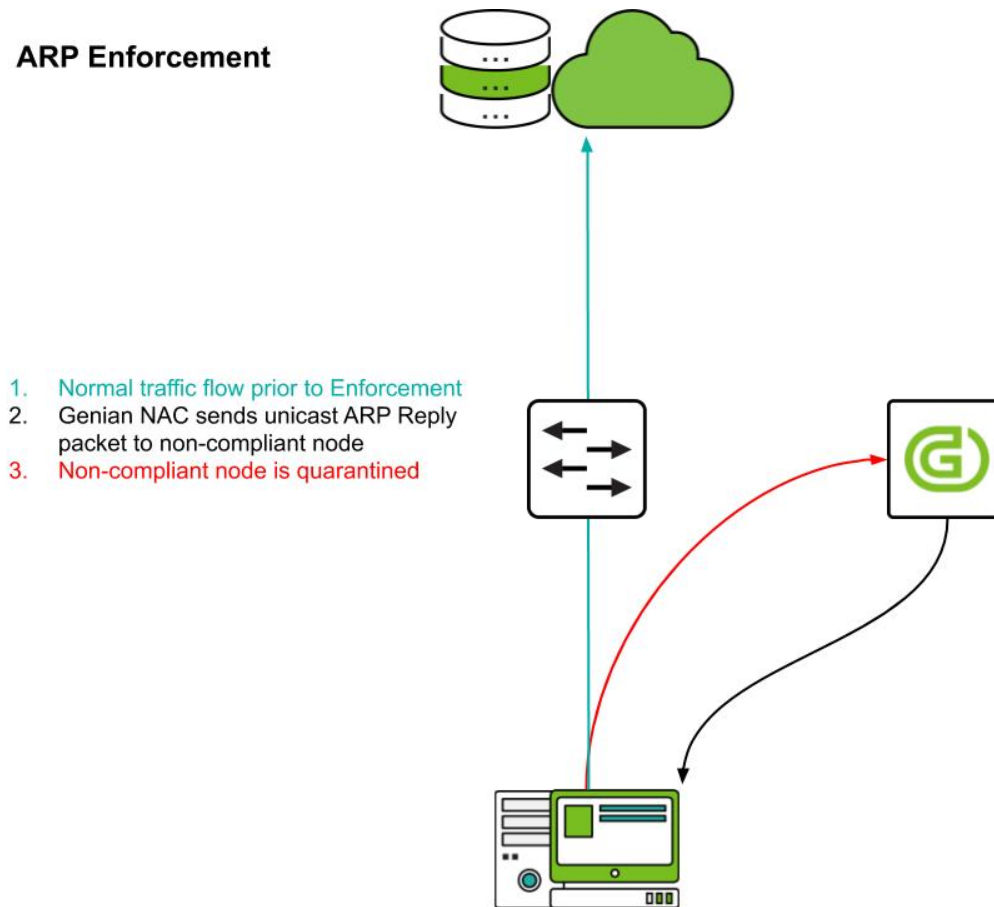 ARP Enforcement
1. Normal traffic flow prior to Enforcement
2. Genian NAC sends unicast ARP Reply
packet to non-compliant node
3. Non-compliant node is quarantined